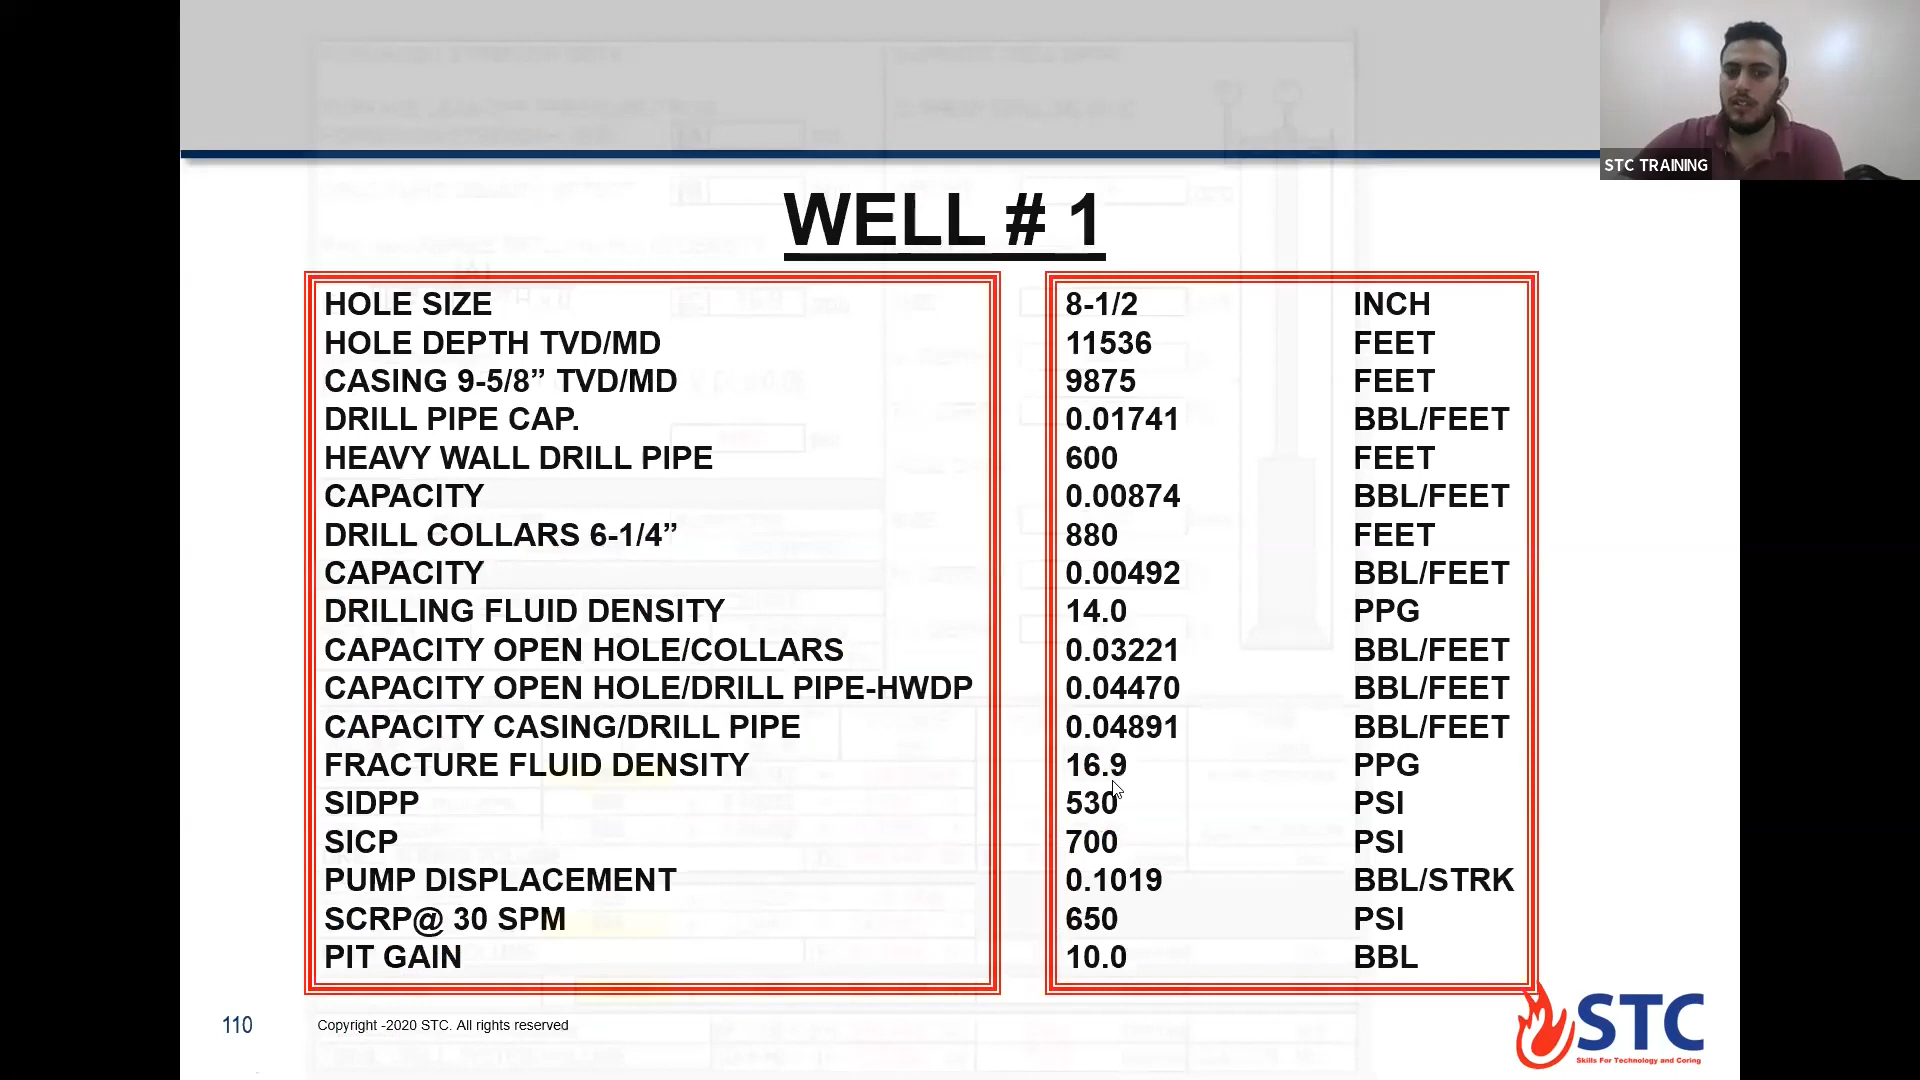 STC TRAINING
WELL # 1
HOLE SIZE 8-1/2 INCH
HOLE DEPTH TVD/MD 11536 FEET
CASING 9-5/8” TVD/MD 9875 FEET
DRILL PIPE CAP. 0.01741 BBL/FEET
HEAVY WALL DRILL PIPE 600 FEET
CAPACITY 0.00874 BBL/FEET
DRILL COLLARS 6-1/4” 880 FEET
CAPACITY 0.00492 BBL/FEET
DRILLING FLUID DENSITY 14.0 PPG
CAPACITY OPEN HOLE/COLLARS 0.03221 BBL/FEET
CAPACITY OPEN HOLE/DRILL PIPE-HWDP 0.04470 BBL/FEET
CAPACITY CASING/DRILL PIPE 0.04891 BBL/FEET
FRACTURE FLUID DENSITY 16.9 PPG
SIDPP 530 PSI
SICP 700 PSI
PUMP DISPLACEMENT 0.1019 BBL/STRK
SCRP@ 30 SPM 650 PSI
PIT GAIN 10.0 BBL
110 Copyright -2020 STC. All rights reserved
STC
Skills For Technology and Coring